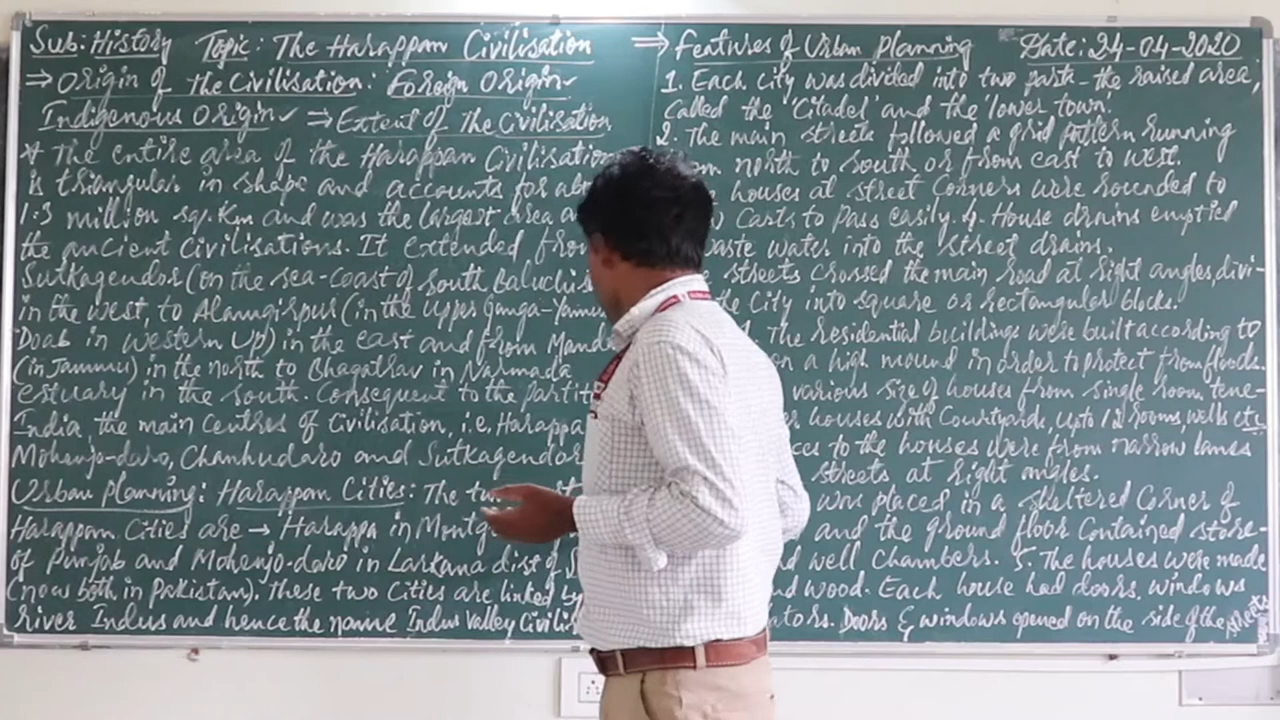 Sub: History Topic: The Harappan Civilisation
⇒ Origin of the Civilisation: Foreign Origin
Indigenous Origin ⇒ Extent of The Civilisation
* The entire area of the Harappan Civilisation
is triangular in shape and accounts for
1.3 million sq. Km and was the largest area
the ancient civilisations. It extended from
Sutkagendor (on the sea-coast of South
in the west, to Alamgirpur (in the upper Ganga-
Doab in Western Up) in the east and from
(in Jammu) in the north to Bhagatrav in Narmada
estuary in the south. Consequent to the
India the main centres of Civilisation, i.e, Harappa
Mohenjo-daro, Chanhudaro and Sutkagendor
Urban planning: Harappan Cities: The
Harappan Cities are → Harappa in
of Punjab and Mohenjo-daro in Larkana dist of
(now both in Pakistan). These two Cities are linked by
river Indus and hence the name Indus Valley
⇒ Features of Urban Planning Date: 24-04-2020
1. Each city was divided into two parts - the raised area,
called the 'Citadel' and the 'lower town'.
2. The main streets followed a grid pattern running
north to south or from east to west.
houses at street Corners were rounded to
Carts to pass easily. 4. House drains emptied
water into the street drains.
streets crossed the main road at right angles, divi-
City into square or rectangular blocks.
The residential buildings were built according to
on a high mound in order to protect from floods.
various size of houses from single room tene-
houses with Courtyards, upto 12 rooms, wells etc.
to the houses were from narrow lanes
streets at right angles.
was placed in a sheltered Corner of
and the ground floor Contained store-
well Chambers. 5. The houses were made
wood. Each house had doors, windows
Doors & windows opened on the side of the streets